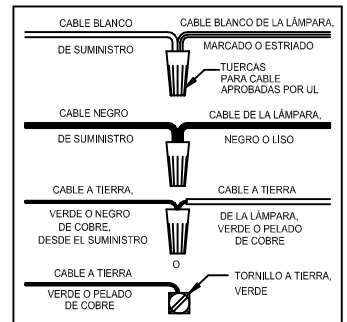 CABLE BLANCO
DE SUMINISTRO
CABLE BLANCO DE LA LÁMPARA,
MARCADO O ESTRIADO
TUERCAS
PARA CABLE
APROBADAS POR UL
CABLE NEGRO
DE SUMINISTRO
CABLE DE LA LÁMPARA,
NEGRO O LÍSO
CABLE A TIERRA,
VERDE O NEGRO
DE COBRE,
DESDE EL SUMINISTRO
CABLE A TIERRA
DE LA LÁMPARA,
VERDE O PELADO
DE COBRE
O
CABLE A TIERRA
VERDE O PELADO
DE COBRE
TORNILLO A TIERRA,
VERDE